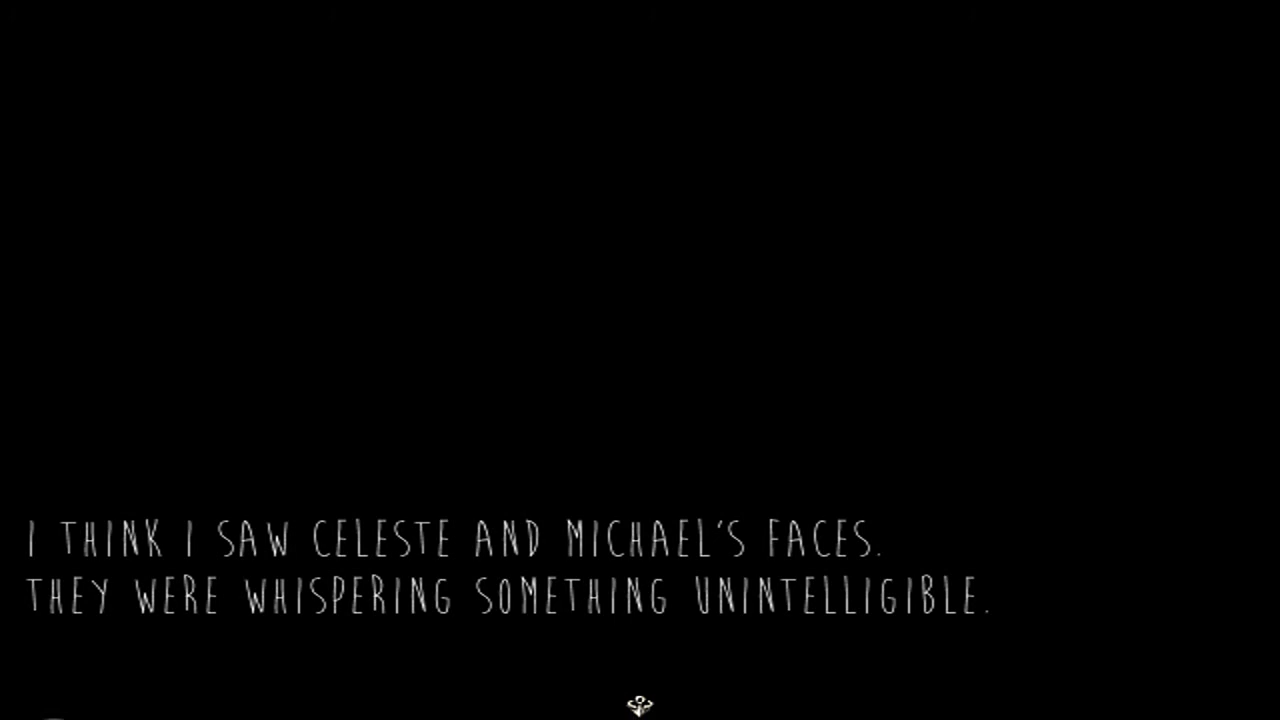 I THINK I SAW CELESTE AND MICHAEL'S FACES.
THEY WERE WHISPERING SOMETHING UNINTELLIGIBLE.